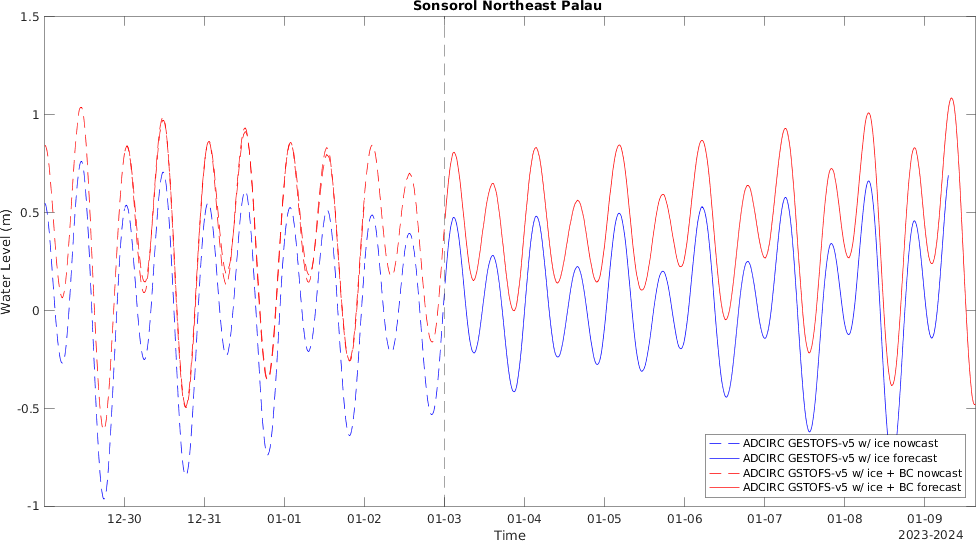 Sonsorol Northeast Palau
1.5
1
0.5
0
-0.5
-1
Water Level (m)
12-30 12-31 01-01 01-02 01-03 01-04 01-05 01-06 01-07 01-08 01-09
Time
2023-2024
ADCIRC GESTOFS-v5 w/ ice nowcast
ADCIRC GESTOFS-v5 w/ ice forecast
ADCIRC GSTOFS-v5 w/ ice + BC nowcast
ADCIRC GSTOFS-v5 w/ ice + BC forecast